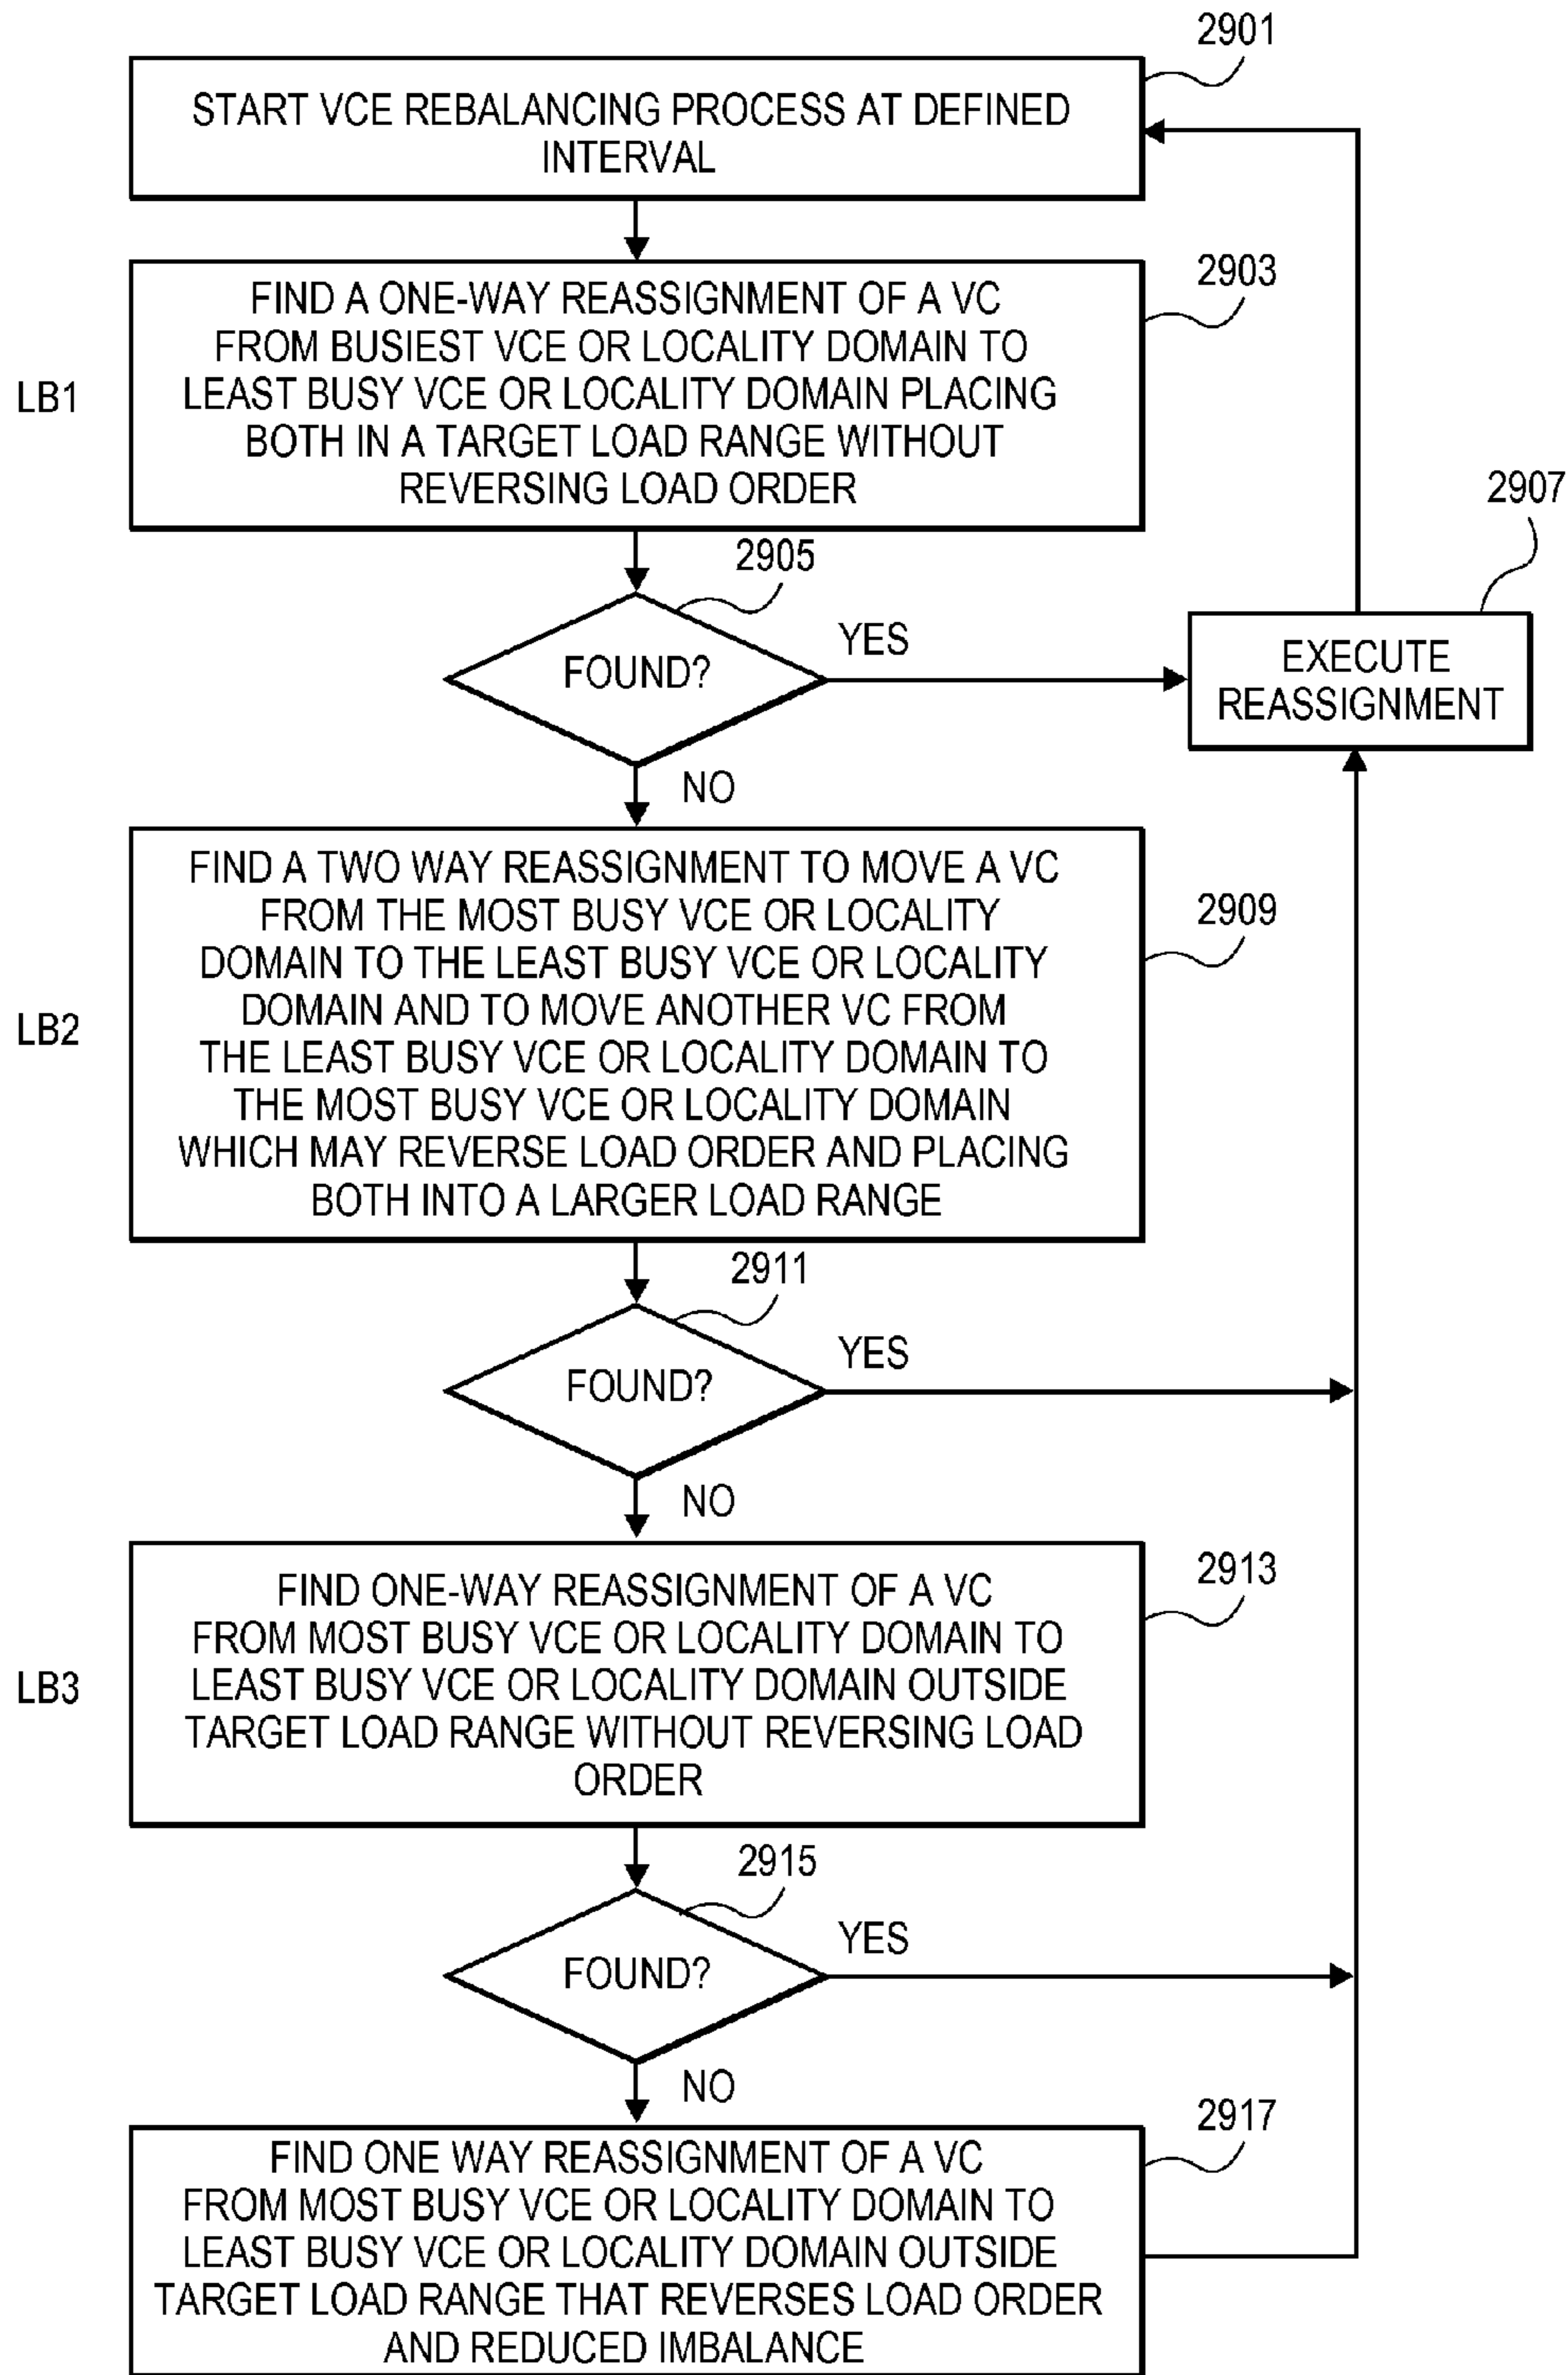 2901
START VCE REBALANCING PROCESS AT DEFINED
INTERVAL
2903
FIND A ONE-WAY REASSIGNMENT OF A VC
FROM BUSIEST VCE OR LOCALITY DOMAIN TO
LEAST BUSY VCE OR LOCALITY DOMAIN PLACING
BOTH IN A TARGET LOAD RANGE WITHOUT
REVERSING LOAD ORDER
LB1
2905
FOUND?
YES
NO
2907
EXECUTE
REASSIGNMENT
2909
FIND A TWO WAY REASSIGNMENT TO MOVE A VC
FROM THE MOST BUSY VCE OR LOCALITY
DOMAIN TO THE LEAST BUSY VCE OR LOCALITY
DOMAIN AND TO MOVE ANOTHER VC FROM
THE LEAST BUSY VCE OR LOCALITY DOMAIN TO
THE MOST BUSY VCE OR LOCALITY DOMAIN
WHICH MAY REVERSE LOAD ORDER AND PLACING
BOTH INTO A LARGER LOAD RANGE
LB2
2911
FOUND?
YES
NO
2913
FIND ONE-WAY REASSIGNMENT OF A VC
FROM MOST BUSY VCE OR LOCALITY DOMAIN TO
LEAST BUSY VCE OR LOCALITY DOMAIN OUTSIDE
TARGET LOAD RANGE WITHOUT REVERSING LOAD
ORDER
LB3
2915
FOUND?
YES
NO
2917
FIND ONE WAY REASSIGNMENT OF A VC
FROM MOST BUSY VCE OR LOCALITY DOMAIN TO
LEAST BUSY VCE OR LOCALITY DOMAIN OUTSIDE
TARGET LOAD RANGE THAT REVERSES LOAD ORDER
AND REDUCED IMBALANCE